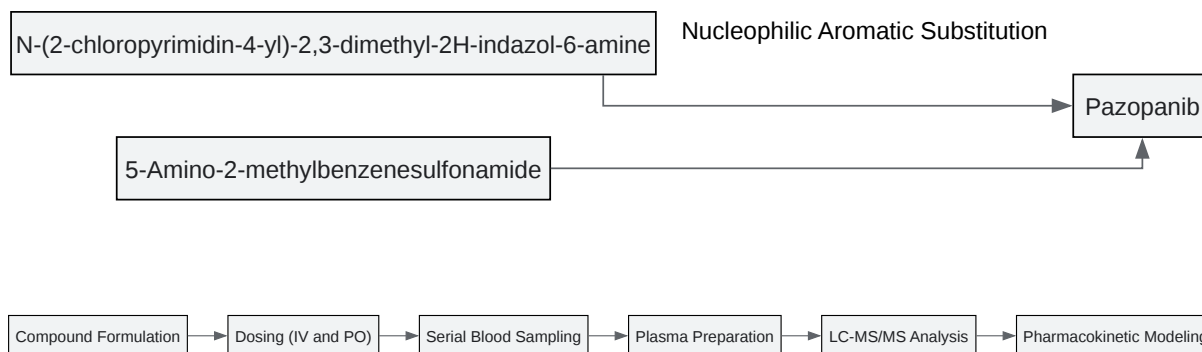 N-(2-chloropyrimidin-4-yl)-2,3-dimethyl-2H-indazol-6-amine
Nucleophilic Aromatic Substitution
Pazopanib
5-Amino-2-methylbenzenesulfonamide
Compound Formulation
Dosing (IV and PO)
Serial Blood Sampling
Plasma Preparation
LC-MS/MS Analysis
Pharmacokinetic Modeling